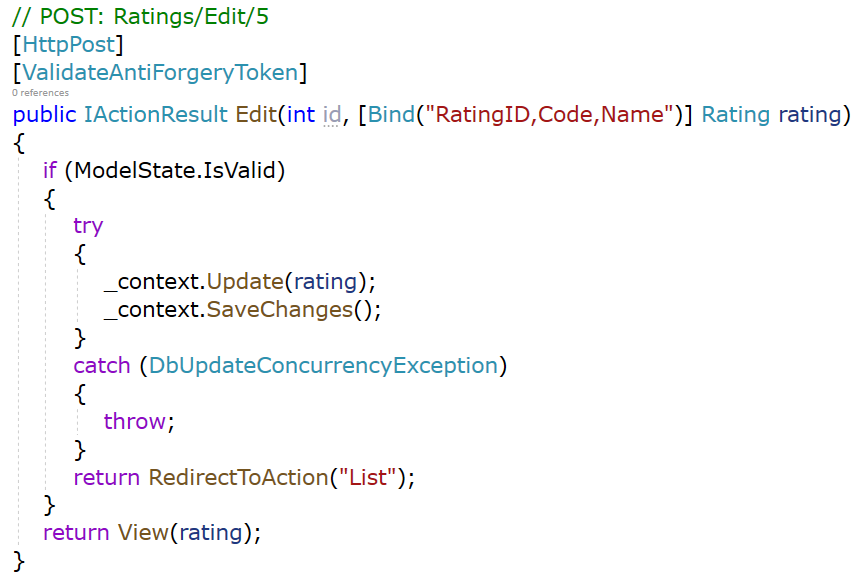 // POST: Ratings/Edit/5
[HttpPost]
[ValidateAntiForgeryToken]
0 references
public IActionResult Edit(int id, [Bind("RatingID,Code,Name")] Rating rating)
{
    if (ModelState.IsValid)
    {
        try
        {
            _context.Update(rating);
            _context.SaveChanges();
        }
        catch (DbUpdateConcurrencyException)
        {
            throw;
        }
        return RedirectToAction("List");
    }
    return View(rating);
}